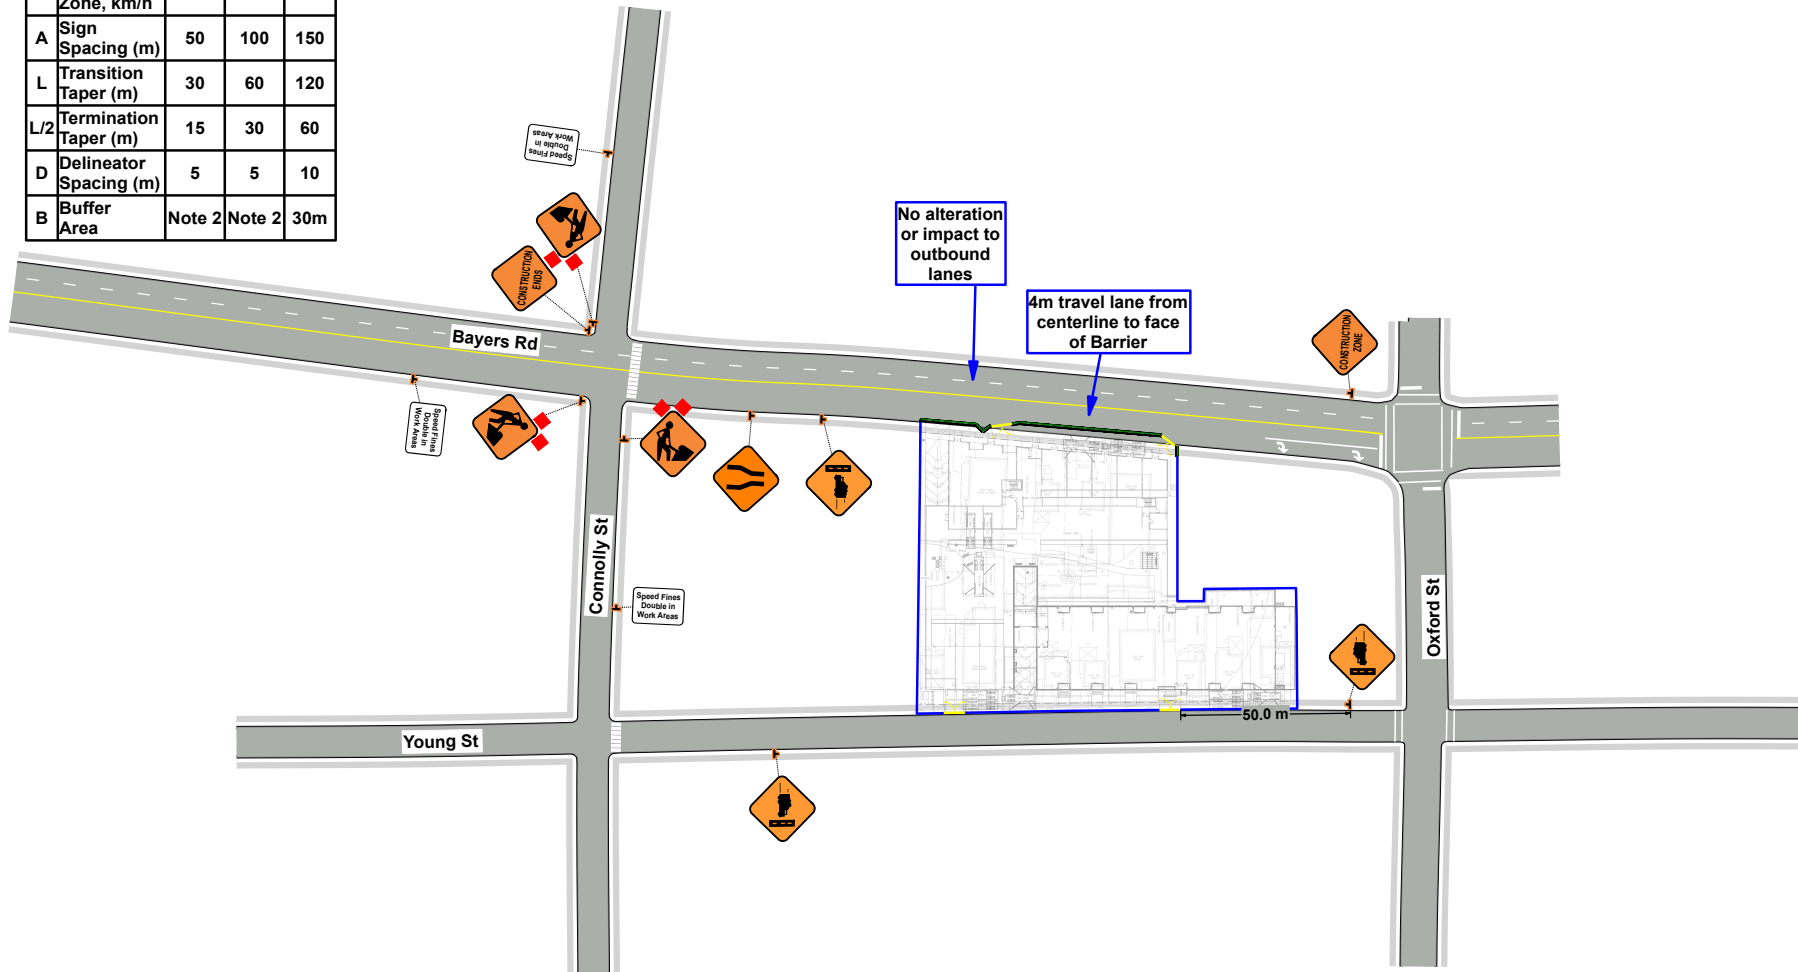 Zone, km/h
A Sign Spacing (m) 50 100 150
L Transition Taper (m) 30 60 120
L/2 Termination Taper (m) 15 30 60
D Delineator Spacing (m) 5 5 10
B Buffer Area Note 2 Note 2 30m
Speed Fines
Double in
Work Areas
CONSTRUCTION
ENDS
No alteration
or impact to
outbound
lanes
4m travel lane from
centerline to face
of Barrier
CONSTRUCTION
ZONE
Bayers Rd
Speed Fines
Double in
Work Areas
Connolly St
Speed Fines
Double in
Work Areas
Oxford St
50.0 m
Young St